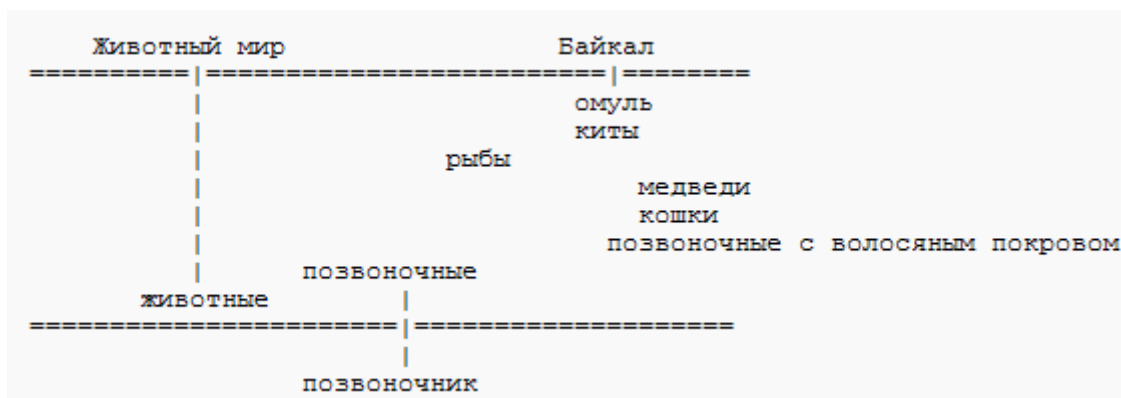 Животный мир Байкал
==========|=========================|========
| омуль
| киты
| рыбы
| медведи
| кошки
| позвоночные с волосяным покровом
| позвоночные
животные |
=======================|====================
|
позвоночник